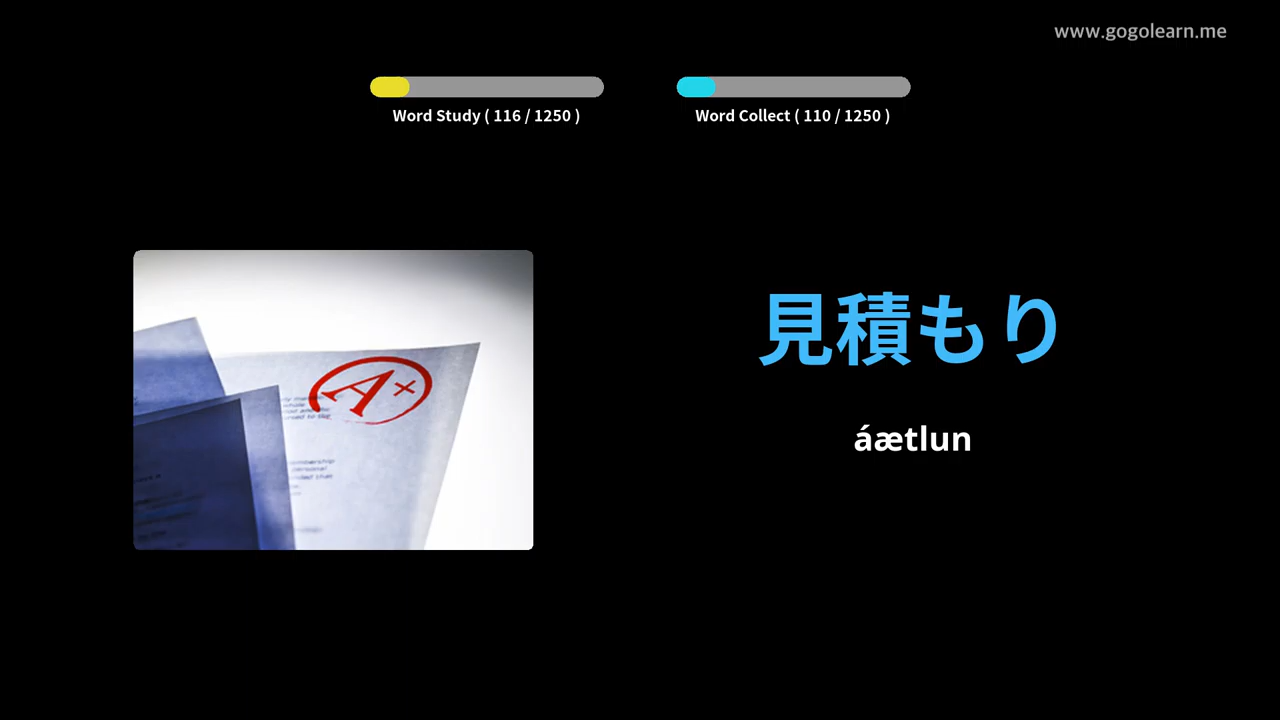 www.gogolearn.me
Word Study ( 116 / 1250 )
Word Collect ( 110 / 1250 )
A+
見積もり
áætlun